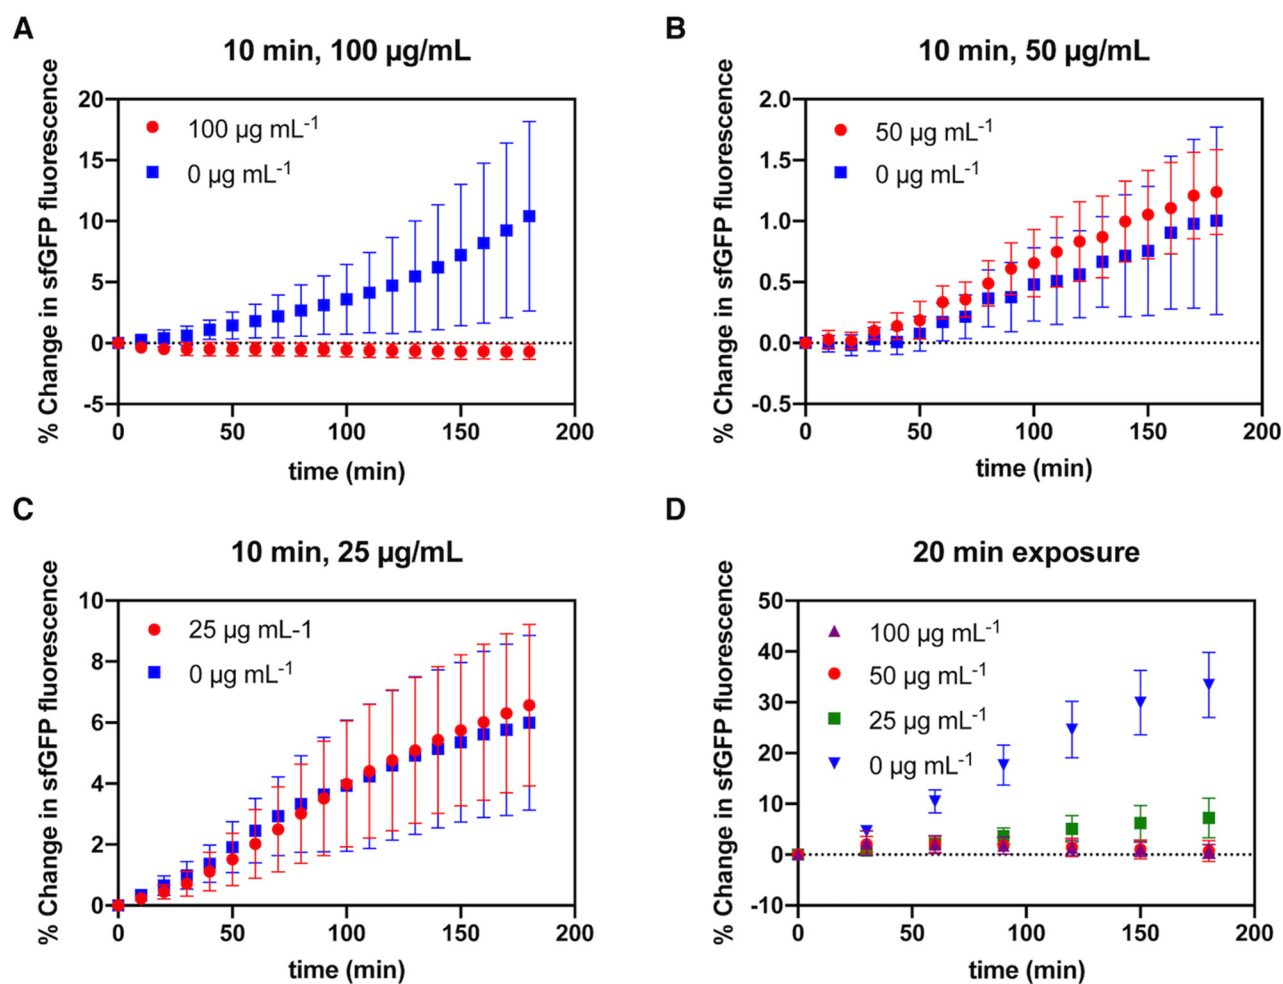 A
10 min, 100 µg/mL
% Change in sfGFP fluorescence
20
15
10
5
0
-5
100 µg mL⁻¹
0 µg mL⁻¹
0 50 100 150 200
time (min)
B
10 min, 50 µg/mL
% Change in sfGFP fluorescence
2.0
1.5
1.0
0.5
0.0
-0.5
50 µg mL⁻¹
0 µg mL⁻¹
0 50 100 150 200
time (min)
C
10 min, 25 µg/mL
% Change in sfGFP fluorescence
10
8
6
4
2
0
25 µg mL-1
0 µg mL⁻¹
0 50 100 150 200
time (min)
D
20 min exposure
% Change in sfGFP fluorescence
50
40
30
20
10
0
-10
100 µg mL⁻¹
50 µg mL⁻¹
25 µg mL⁻¹
0 µg mL⁻¹
0 50 100 150 200
time (min)